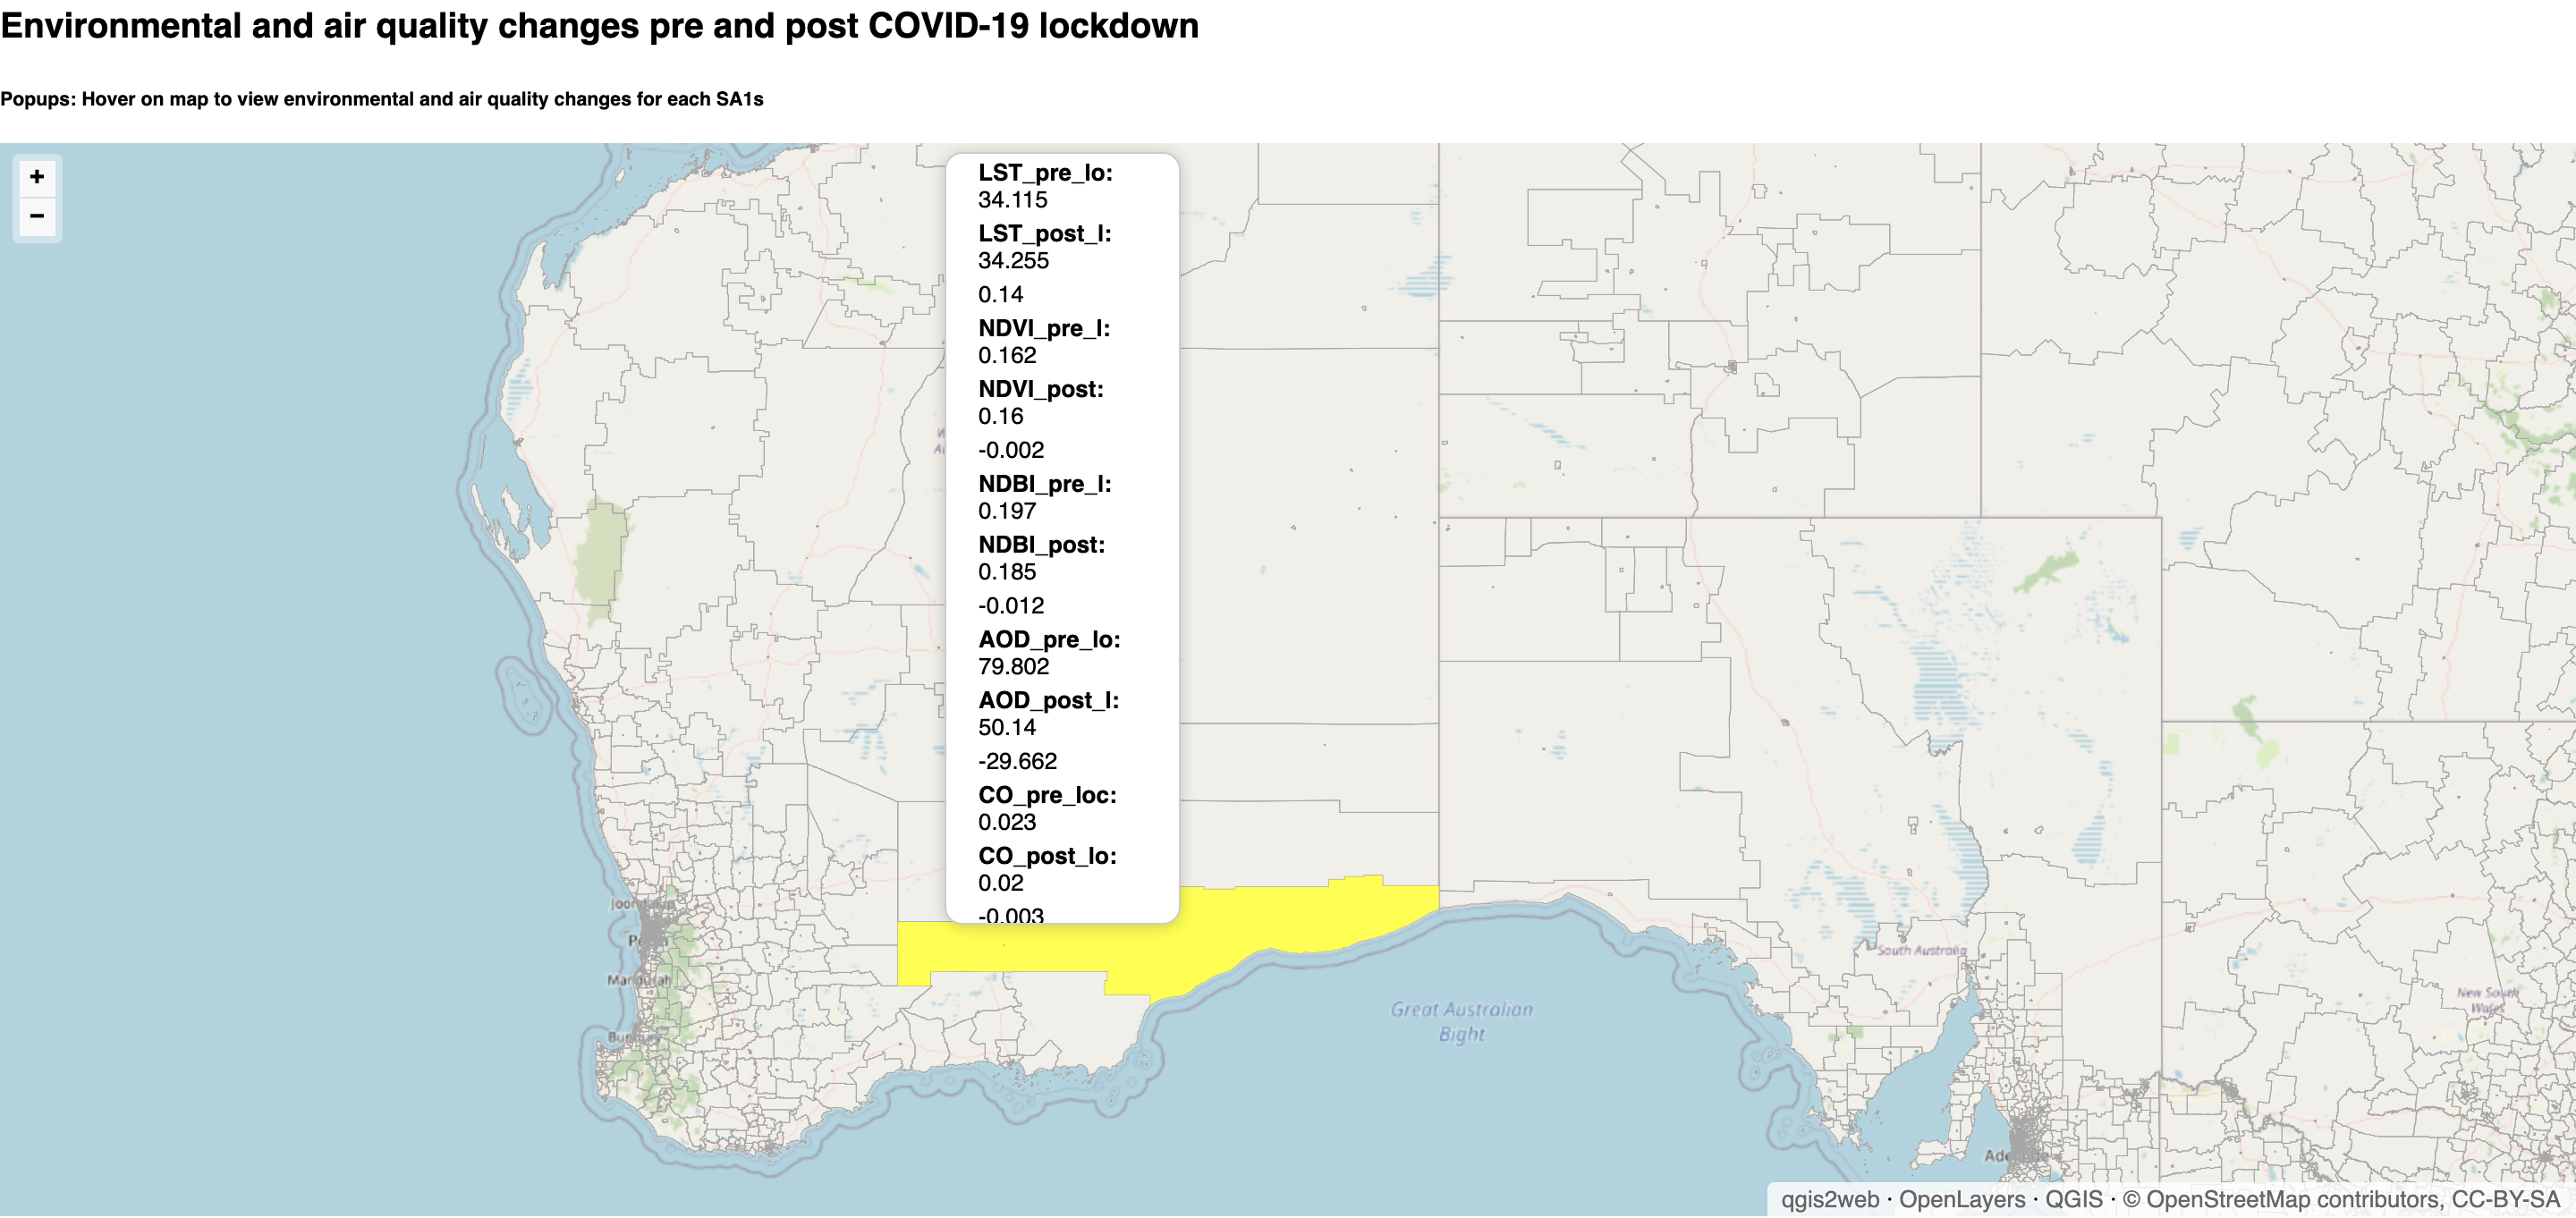 Environmental and air quality changes pre and post COVID-19 lockdown
Popups: Hover on map to view environmental and air quality changes for each SA1s
+
−
LST_pre_lo:
34.115
LST_post_l:
34.255
0.14
NDVI_pre_l:
0.162
NDVI_post:
0.16
-0.002
NDBI_pre_l:
0.197
NDBI_post:
0.185
-0.012
AOD_pre_lo:
79.802
AOD_post_l:
50.14
-29.662
CO_pre_loc:
0.023
CO_post_lo:
0.02
-0.003
Mandurah
South Australia
New South
Wales
Great Australian
Bight
qgis2web · OpenLayers · QGIS · © OpenStreetMap contributors, CC-BY-SA